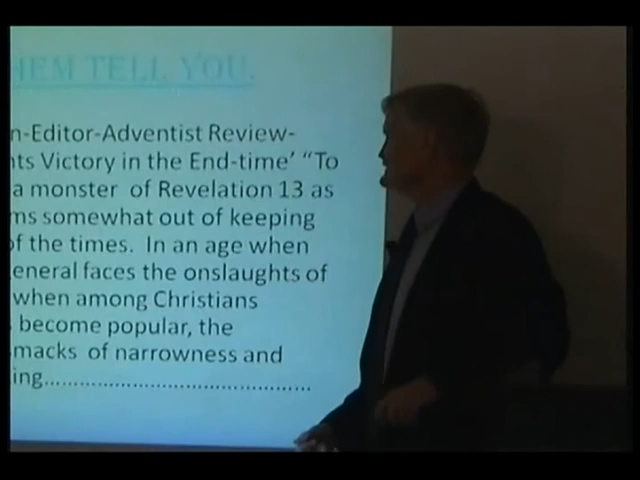 HEM TELL YOU.
n-Editor-Adventist Review-
nts Victory in the End-time’ “To
a monster of Revelation 13 as
ms somewhat out of keeping
of the times. In an age when
eneral faces the onslaughts of
when among Christians
become popular, the
macks of narrowness and
ing..........................................